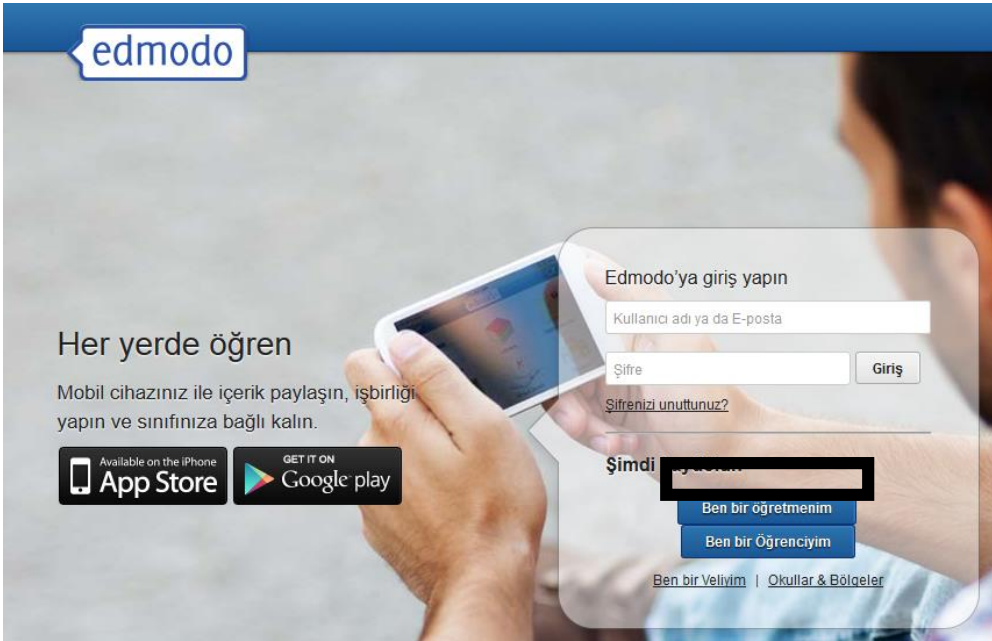 edmodo
Her yerde öğren
Mobil cihazınız ile içerik paylaşın, işbirliği
yapın ve sınıfınıza bağlı kalın.
Available on the iPhone
App Store
GET IT ON
Google play
Edmodo'ya giriş yapın
Kullanıcı adı ya da E-posta
Şifre
Giriş
Şifrenizi unuttunuz?
Şimdi
Ben bir öğretmenim
Ben bir Öğrenciyim
Ben bir Veliyim | Okullar & Bölgeler